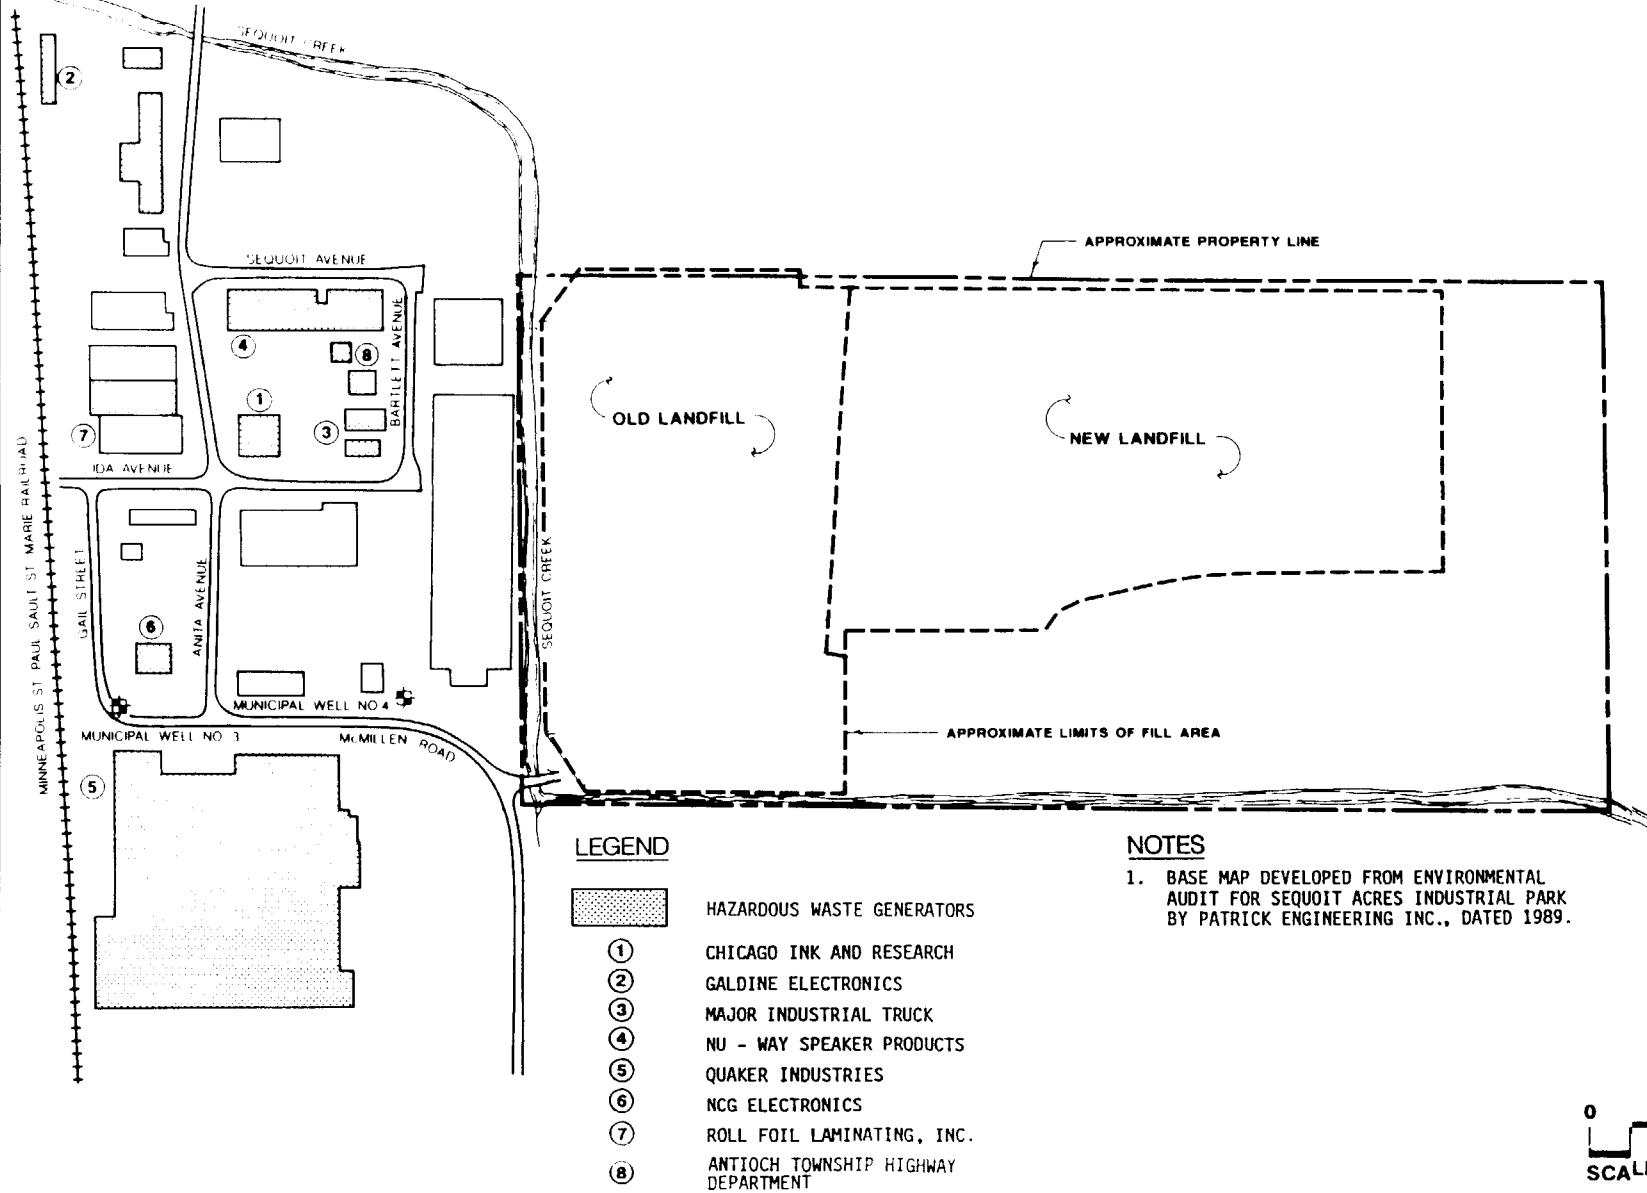 SEQUOIT CREEK
2
APPROXIMATE PROPERTY LINE
SEQUOIT AVENUE
BARTLETT AVENUE
4
8
1
3
7
OLD LANDFILL
NEW LANDFILL
IDA AVENUE
MINNEAPOLIS ST PAUL SAULT ST MARIE RAILROAD
GAIL STREET
ANITA AVENUE
SEQUOIT CREEK
6
MUNICIPAL WELL NO 4
MUNICIPAL WELL NO 3
McMILLEN ROAD
APPROXIMATE LIMITS OF FILL AREA
5
LEGEND
HAZARDOUS WASTE GENERATORS
1 CHICAGO INK AND RESEARCH
2 GALDINE ELECTRONICS
3 MAJOR INDUSTRIAL TRUCK
4 NU - WAY SPEAKER PRODUCTS
5 QUAKER INDUSTRIES
6 NCG ELECTRONICS
7 ROLL FOIL LAMINATING, INC.
8 ANTIOCH TOWNSHIP HIGHWAY
DEPARTMENT
NOTES
1. BASE MAP DEVELOPED FROM ENVIRONMENTAL
AUDIT FOR SEQUOIT ACRES INDUSTRIAL PARK
BY PATRICK ENGINEERING INC., DATED 1989.
0